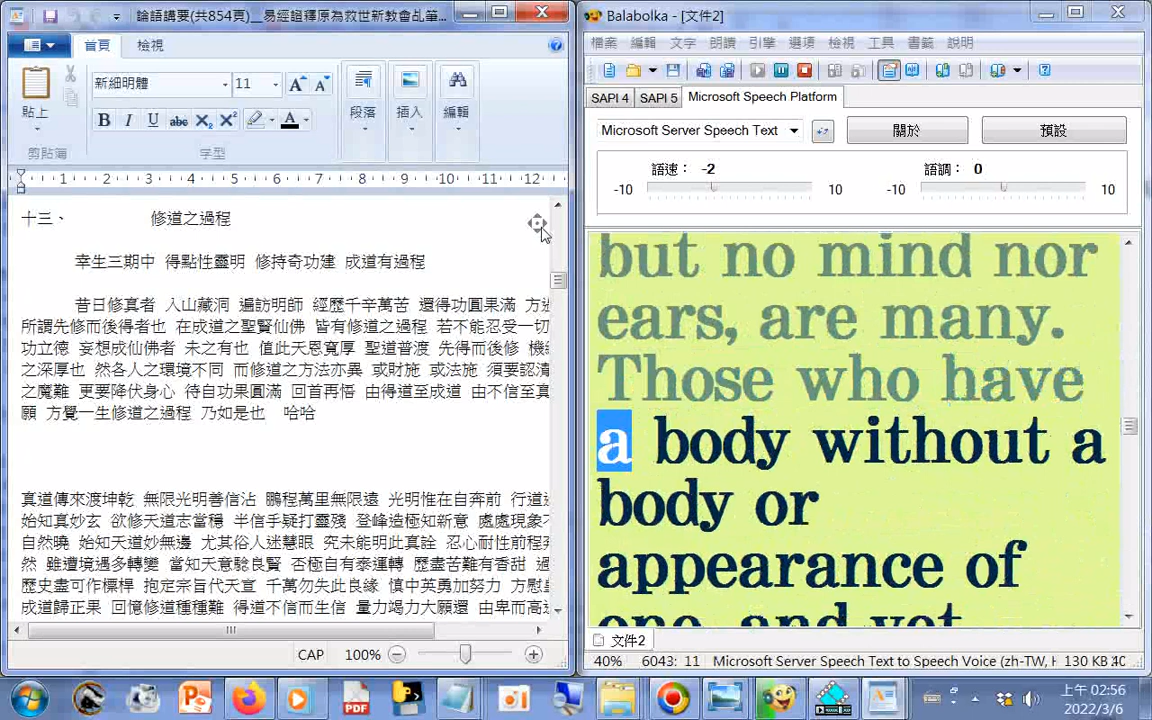 論語講要(共854頁)__易經證釋原為救世新教會乩筆...
首頁 檢視
貼上
新細明體 11
B I U abc X₂ X²
段落 插入 編輯
剪貼簿 字型
1 2 3 4 5 6 7 8 9 10 11 12
十三、 修道之過程
幸生三期中 得點性靈明 修持奇功建 成道有過程
昔日修真者 入山藏洞 遍訪明師 經歷千辛萬苦 還得功圓果滿 方
所謂先修而後得者也 在成道之聖賢仙佛 皆有修道之過程 若不能忍受一切
功立德 妄想成仙佛者 未之有也 值此天恩寬厚 聖道普渡 先得而後修
之深厚也 然各人之環境不同 而修道之方法亦異 或財施 或法施 須要認清
之魔難 更要降伏身心 待自功果圓滿 回首再悟 由得道至成道 由不信至真
願 方覺一生修道之過程 乃如是也 哈哈
真道傳來渡坤乾 無限光明善信沾 鵬程萬里無限遠 光明惟在自奔前 行道
始知真妙玄 欲修天道志當穩 半信乎疑打靈殘 登峰造極知新意 處處現象
自然曉 始知天道妙無邊 尤其俗人迷慧眼 究未能明此真詮 忍心耐性前程
然 雖遭境遇多轉變 當知天意驗良賢 否極自有泰運轉 歷盡苦難有香甜
歷史盡可作標桿 抱定宗旨代天宣 千萬勿失此良緣 慎中英勇加努力 方慰
成道歸正果 回憶修道種種難 得道不信而生信 量力竭力大願還 由卑而高
CAP 100%
Balabolka - [文件2]
檔案 編輯 文字 朗讀 引擎 選項 檢視 工具 書籤 說明
SAPI 4 SAPI 5 Microsoft Speech Platform
Microsoft Server Speech Text 關於 預設
語速： -2 語調： 0
-10 10 -10 10
but no mind nor
ears, are many.
Those who have
a body without a
body or
appearance of
one, and yet
文件2
40% 6043: 11 Microsoft Server Speech Text to Speech Voice (zh-TW, H 130 KB
PDF
上午 02:56
2022/3/6